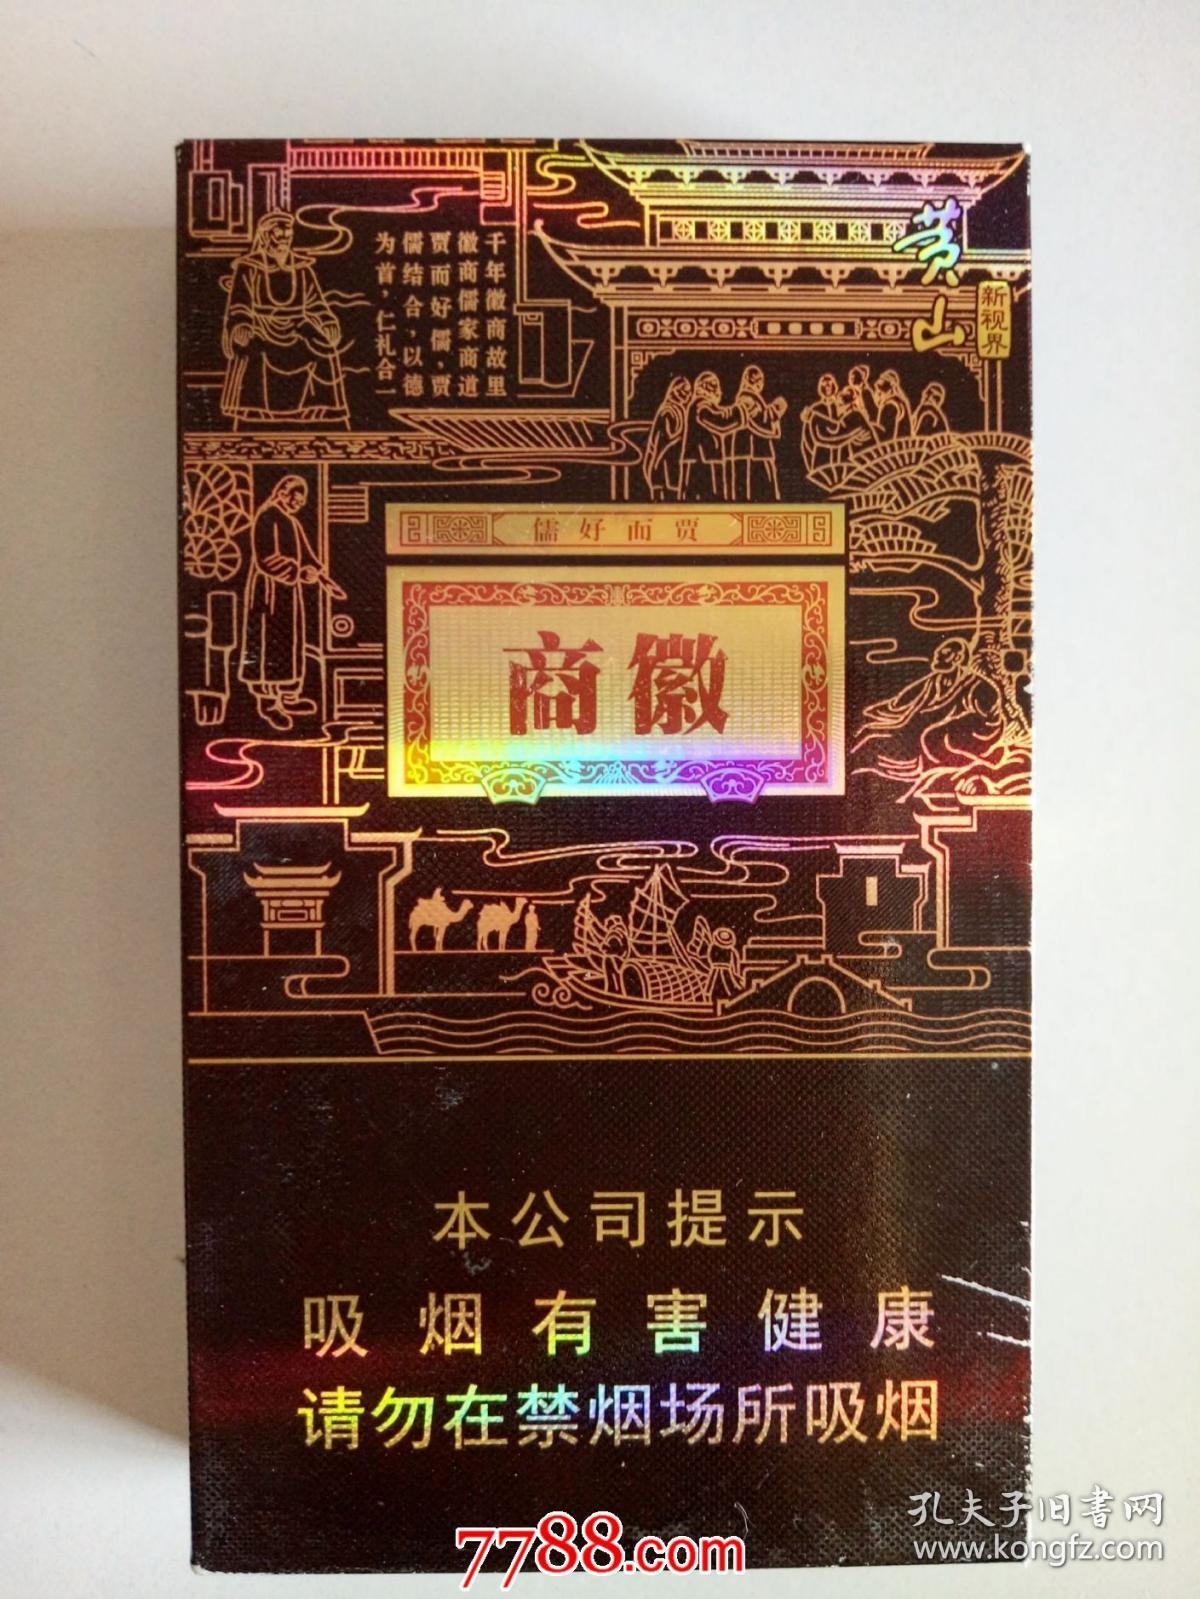 千年徽商故里
徽商儒家商道
贾而好儒，贾
儒结合，以德
为首，仁礼合一
黄山
新视界
贾而好儒
徽商
本公司提示
吸烟有害健康
请勿在禁烟场所吸烟
孔夫子旧书网
www.kongfz.com
7788.com